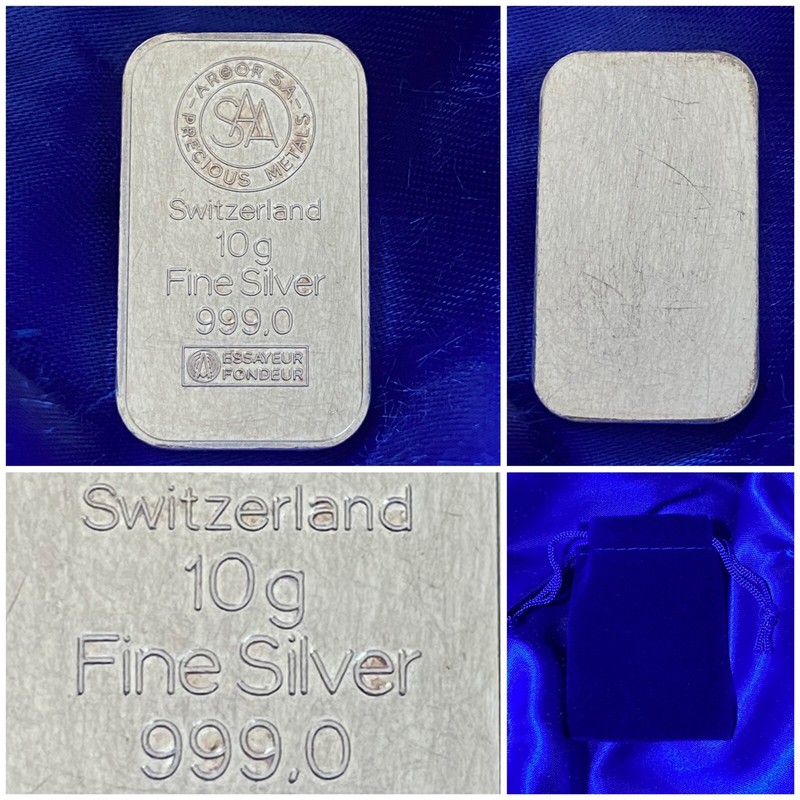 ARGOR SA
SAA
PRECIOUS METALS
Switzerland
10g
Fine Silver
999,0
ESSAYEUR
FONDEUR
Switzerland
10g
Fine Silver
999,0